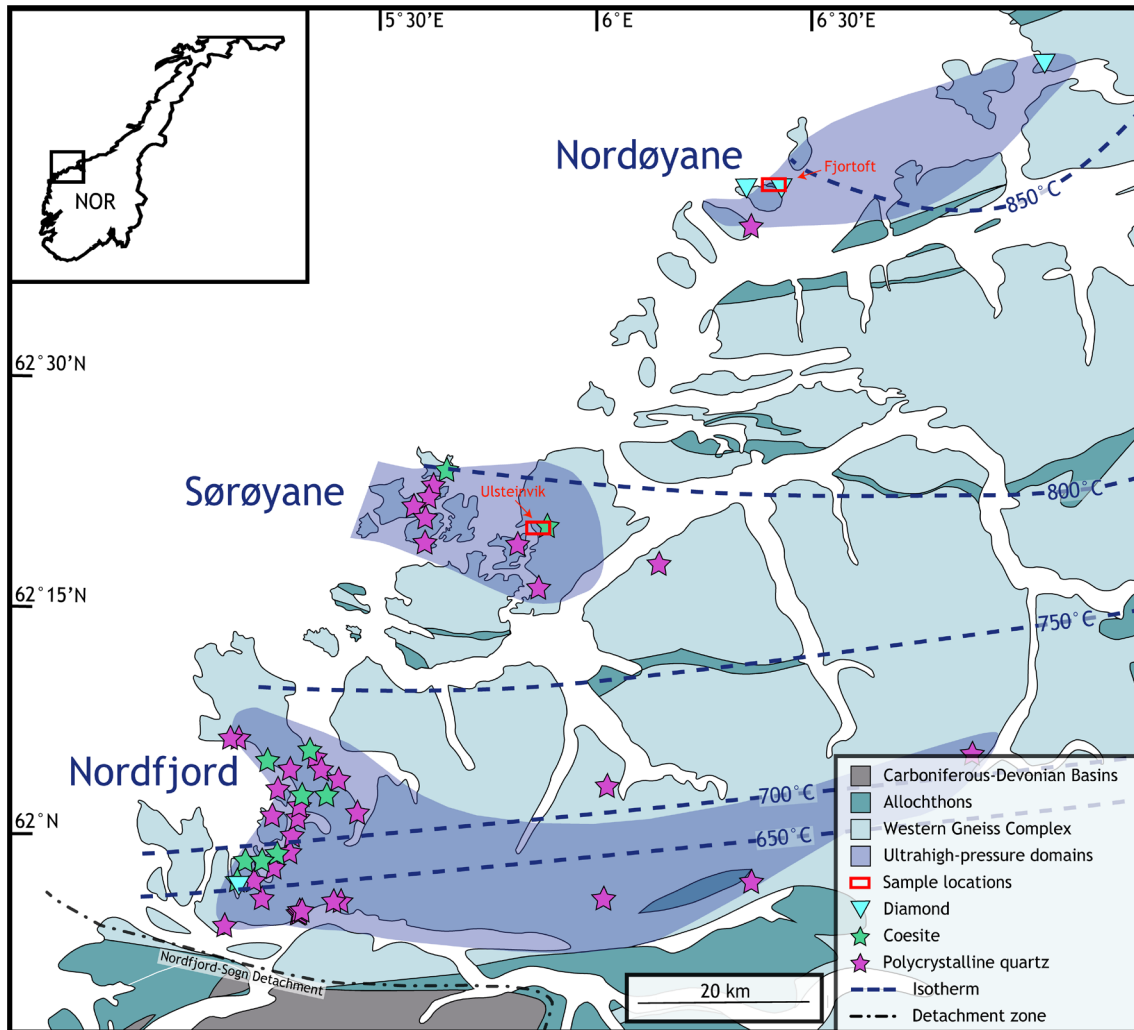 5°30'E
6°E
6°30'E
NOR
Nordøyane
Fjortoft
850°C
62°30'N
Sørøyane
Ulsteinvik
800°C
62°15'N
750°C
Nordfjord
700°C
62°N
650°C
Nordfjord-Sogn Detachment
20 km
Carboniferous-Devonian Basins
Allochthons
Western Gneiss Complex
Ultrahigh-pressure domains
Sample locations
Diamond
Coesite
Polycrystalline quartz
Isotherm
Detachment zone